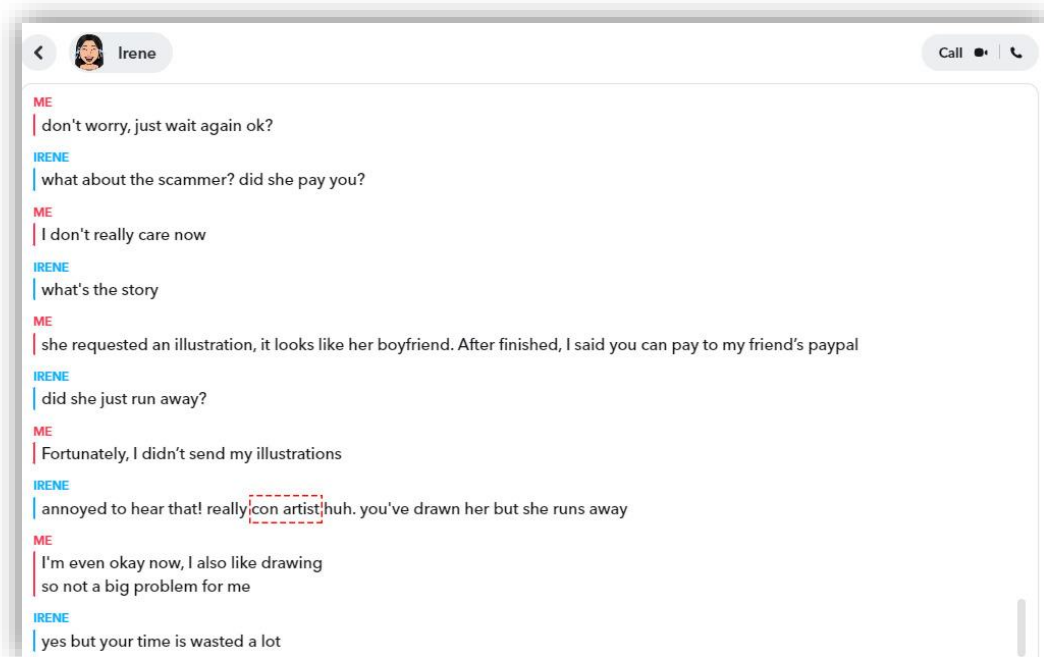 Irene
Call
ME
don't worry, just wait again ok?
IRENE
what about the scammer? did she pay you?
ME
I don't really care now
IRENE
what's the story
ME
she requested an illustration, it looks like her boyfriend. After finished, I said you can pay to my friend’s paypal
IRENE
did she just run away?
ME
Fortunately, I didn’t send my illustrations
IRENE
annoyed to hear that! really con artist huh. you've drawn her but she runs away
ME
I'm even okay now, I also like drawing
so not a big problem for me
IRENE
yes but your time is wasted a lot